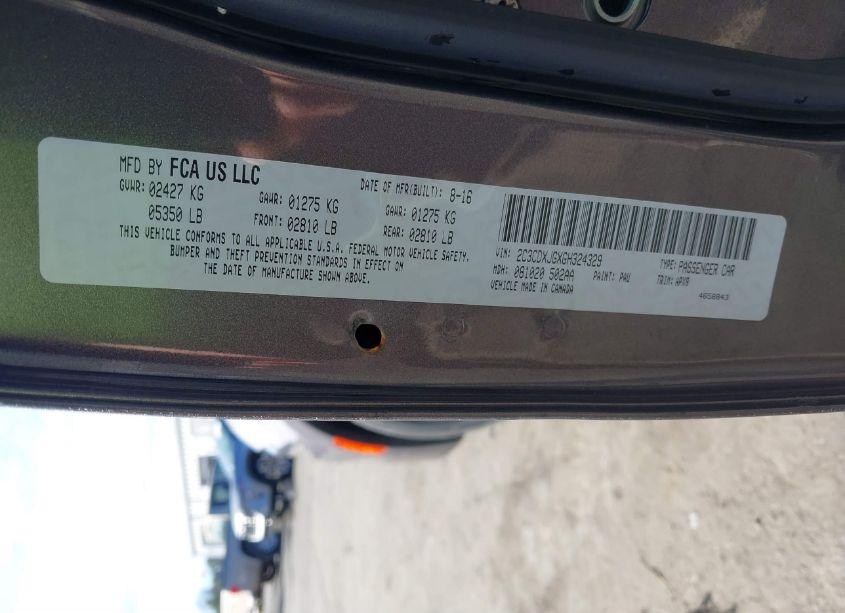 MFD BY FCA US LLC
DATE OF MFR(BUILT): 8-16
GVWR: 02427 KG GAWR: 01275 KG GAWR: 01275 KG
05350 LB FRONT: 02810 LB REAR: 02810 LB
THIS VEHICLE CONFORMS TO ALL APPLICABLE U.S.A. FEDERAL MOTOR VEHICLE SAFETY,
BUMPER AND THEFT PREVENTION STANDARDS IN EFFECT ON
THE DATE OF MANUFACTURE SHOWN ABOVE.
VIN: 2C3CDXJGXGH324329 TYPE: PASSENGER CAR
MDH: 081020 502AA PAINT: PAU TRIM: APX9
VEHICLE MADE IN CANADA 4658843